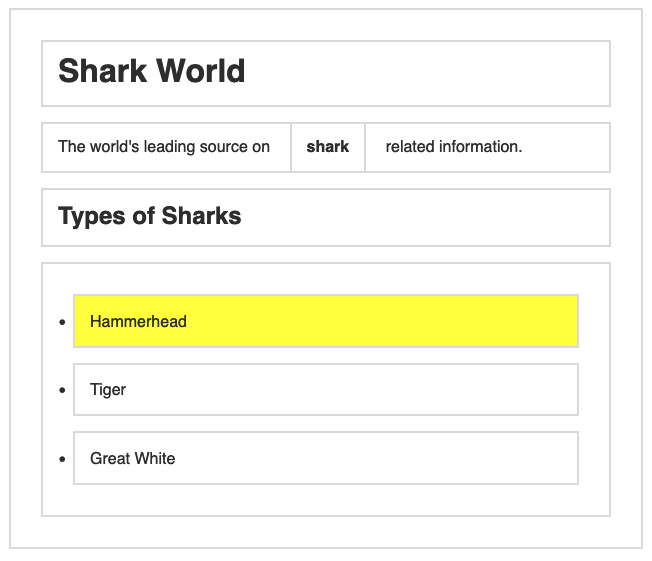 Shark World
The world's leading source on shark related information.
Types of Sharks
Hammerhead
Tiger
Great White